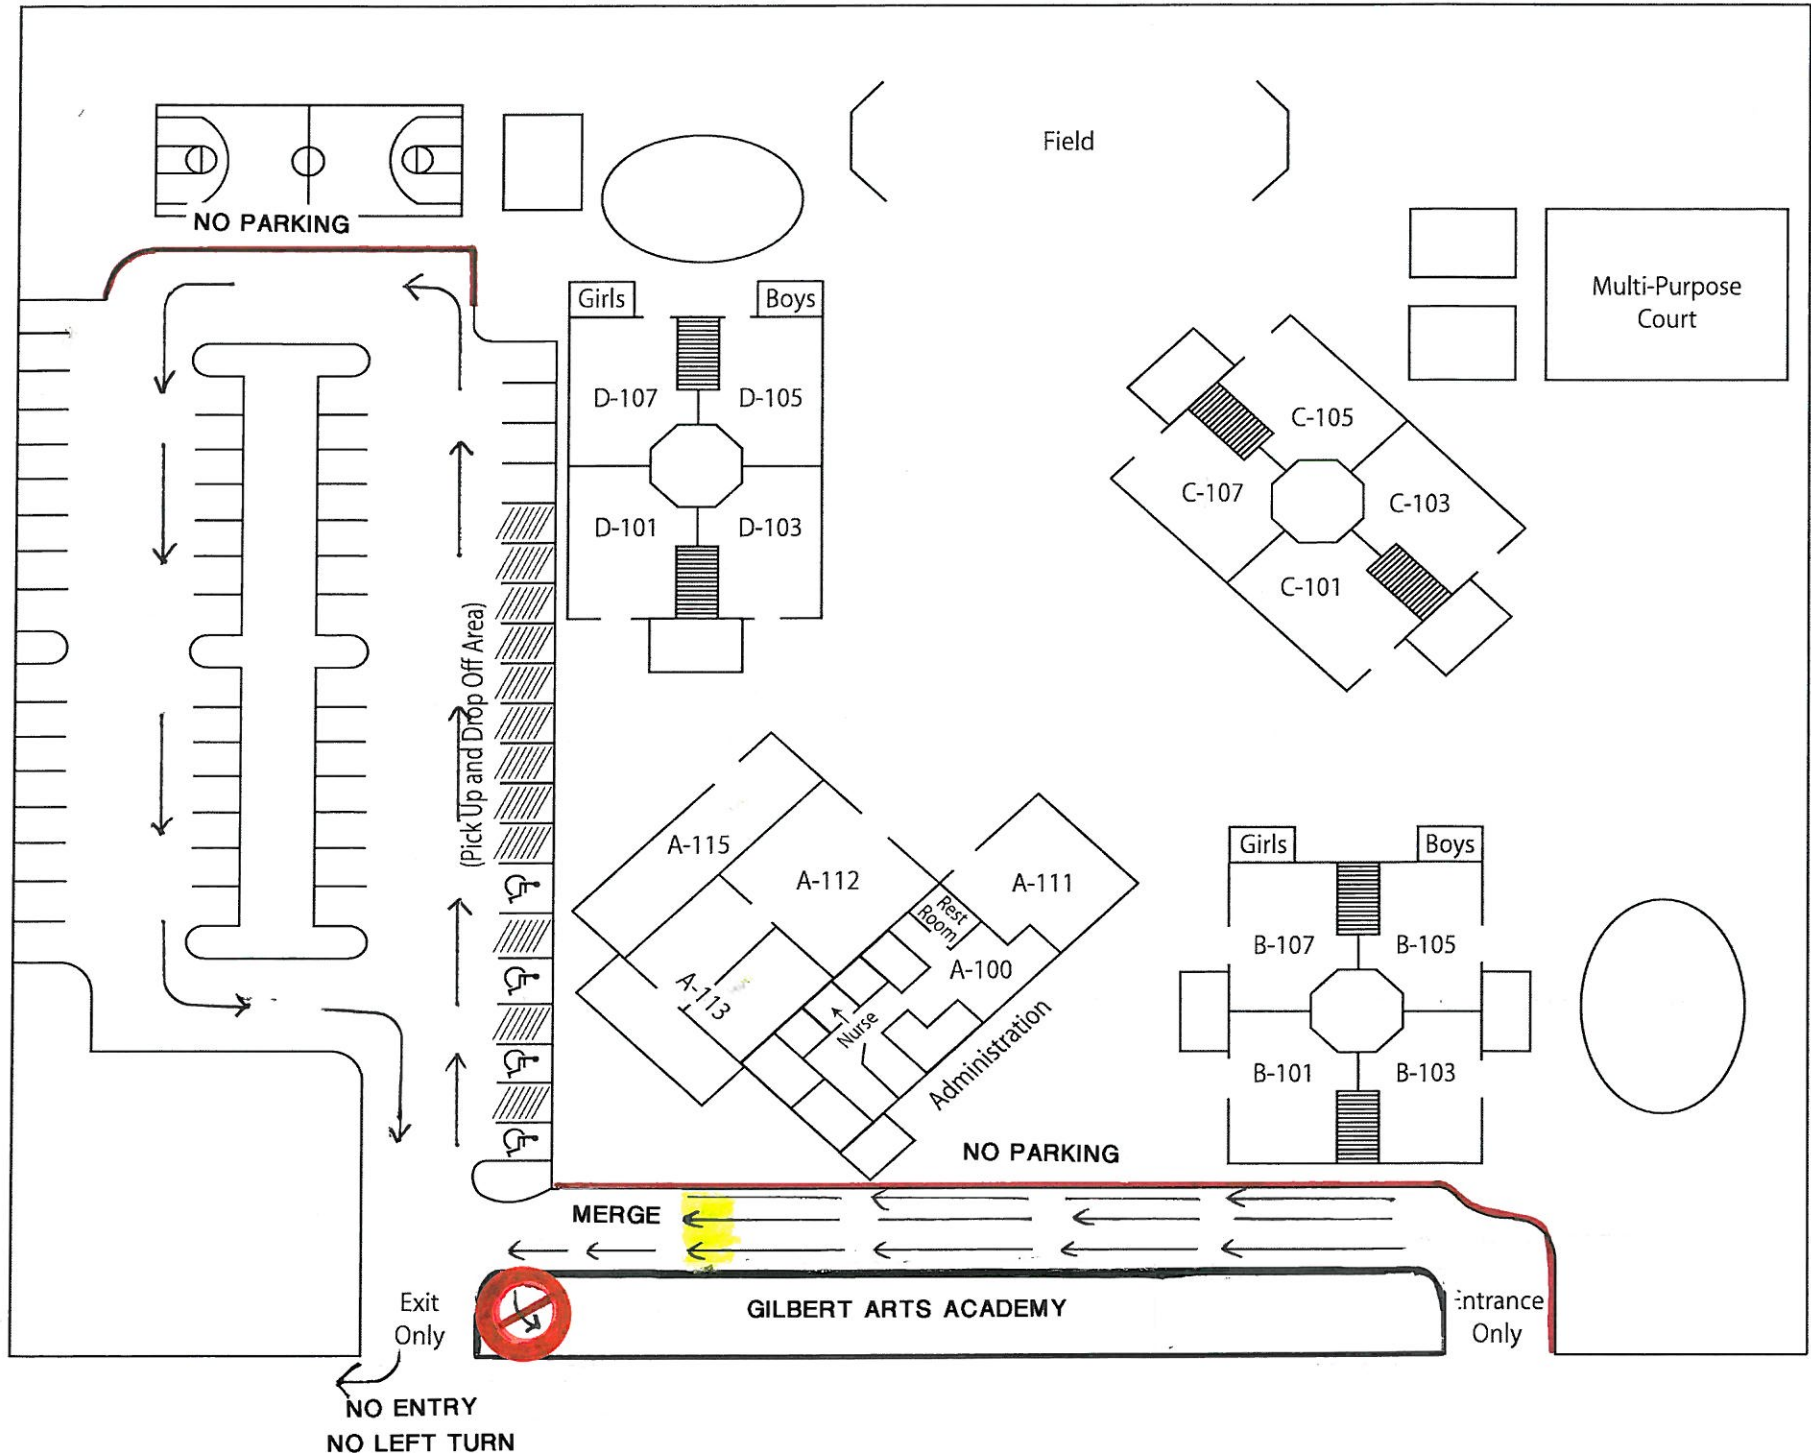 Field
NO PARKING
Multi-Purpose
Court
Girls
Boys
D-107
D-105
D-101
D-103
C-105
C-107
C-103
C-101
(Pick Up and Drop Off Area)
A-115
A-112
A-111
Rest
Room
A-100
A-113
Nurse
Administration
Girls
Boys
B-107
B-105
B-101
B-103
NO PARKING
MERGE
GILBERT ARTS ACADEMY
Exit
Only
Entrance
Only
NO ENTRY
NO LEFT TURN